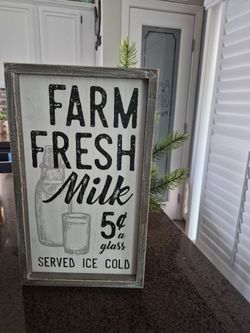 FARM
FRESH
Milk
5¢
a
glass
SERVED ICE COLD